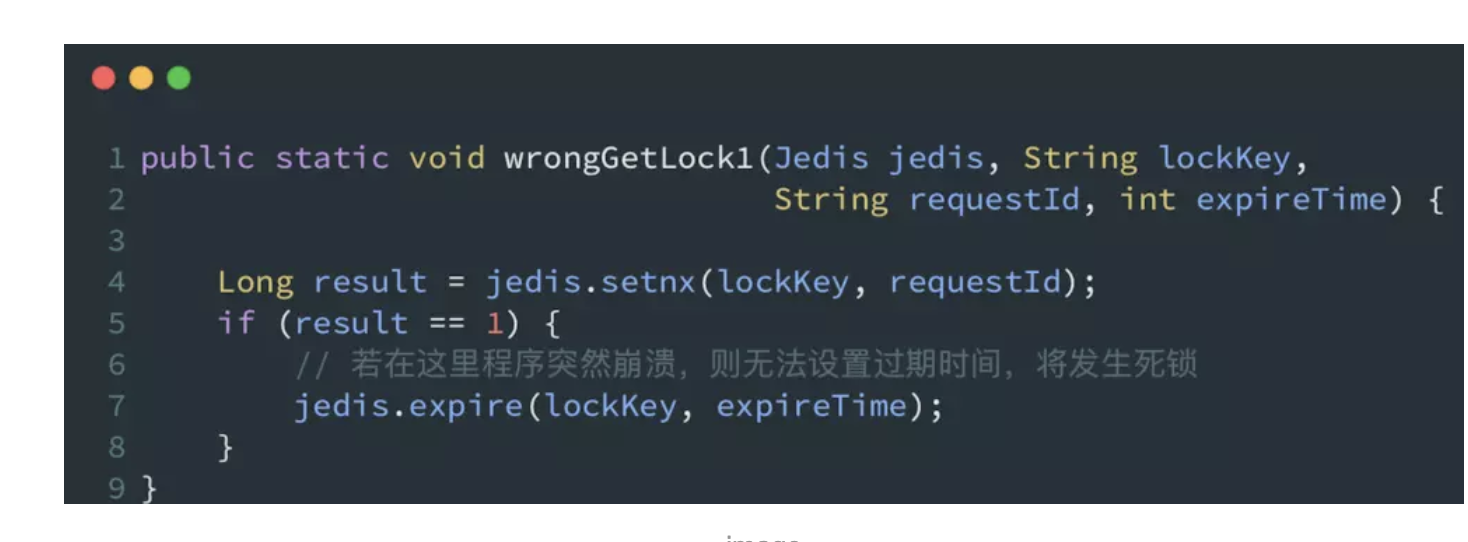 1 public static void wrongGetLock1(Jedis jedis, String lockKey,
2 String requestId, int expireTime) {
3
4 Long result = jedis.setnx(lockKey, requestId);
5 if (result == 1) {
6 // 若在这里程序突然崩溃，则无法设置过期时间，将发生死锁
7 jedis.expire(lockKey, expireTime);
8 }
9 }
image